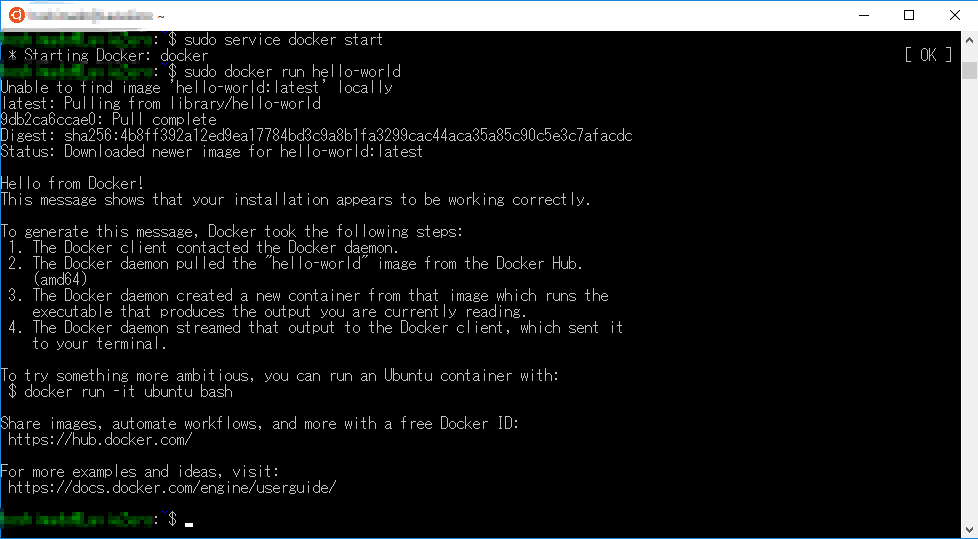 ~
:~$ sudo service docker start
* Starting Docker: docker [ OK ]
:~$ sudo docker run hello-world
Unable to find image 'hello-world:latest' locally
latest: Pulling from library/hello-world
9db2ca6ccae0: Pull complete
Digest: sha256:4b8ff392a12ed9ea17784bd3c9a8b1fa3299cac44aca35a85c90c5e3c7afacdc
Status: Downloaded newer image for hello-world:latest
Hello from Docker!
This message shows that your installation appears to be working correctly.
To generate this message, Docker took the following steps:
1. The Docker client contacted the Docker daemon.
2. The Docker daemon pulled the "hello-world" image from the Docker Hub.
(amd64)
3. The Docker daemon created a new container from that image which runs the
executable that produces the output you are currently reading.
4. The Docker daemon streamed that output to the Docker client, which sent it
to your terminal.
To try something more ambitious, you can run an Ubuntu container with:
$ docker run -it ubuntu bash
Share images, automate workflows, and more with a free Docker ID:
https://hub.docker.com/
For more examples and ideas, visit:
https://docs.docker.com/engine/userguide/
:~$